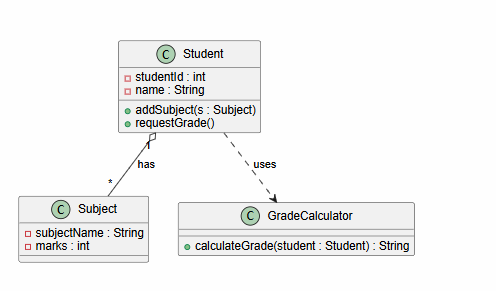 C Student
studentId : int
name : String
addSubject(s : Subject)
requestGrade()
1
has
uses
*
C Subject
subjectName : String
marks : int
C GradeCalculator
calculateGrade(student : Student) : String